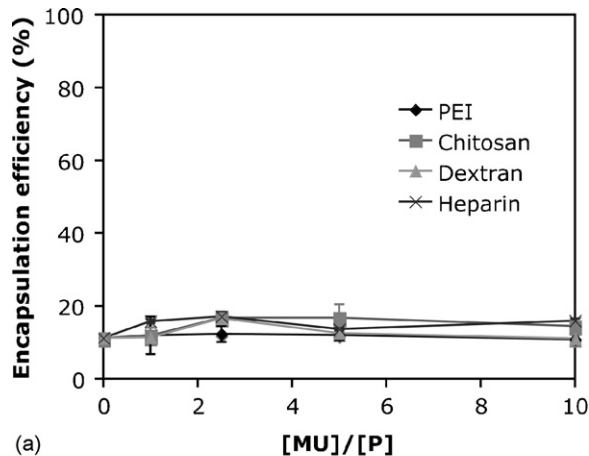 Encapsulation efficiency (%)
100
80
60
40
20
0
PEI
Chitosan
Dextran
Heparin
0 2 4 6 8 10
(a) [MU]/[P]